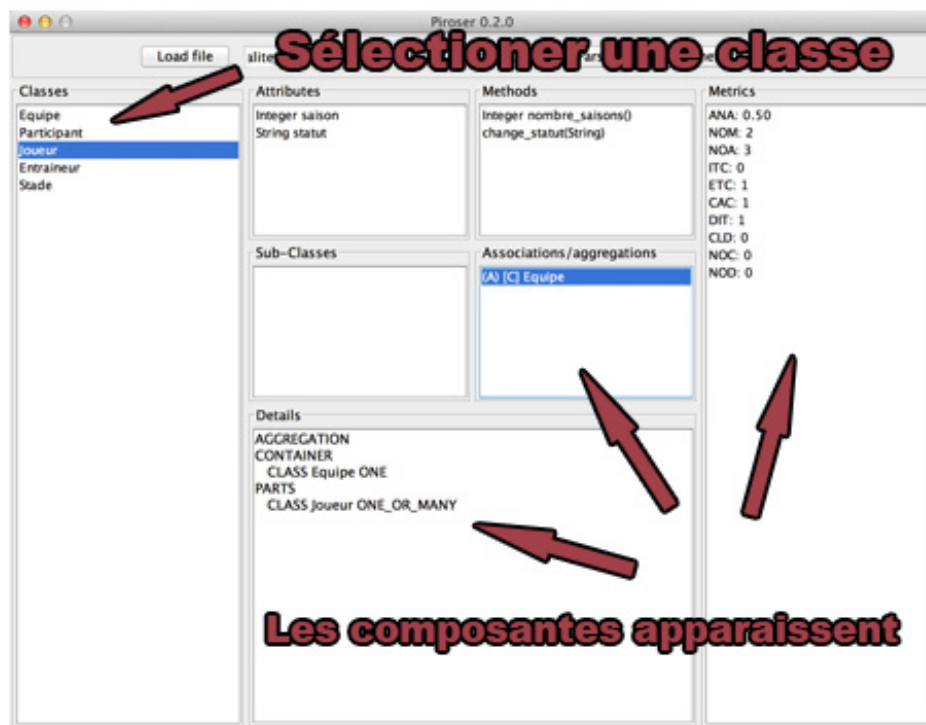 Piroser 0.2.0
Load file
Sélectioner une classe
Classes
Equipe
Participant
Joueur
Entraineur
Stade
Attributes
Integer saison
String statut
Methods
Integer nombre_saisons()
change_statut(String)
Metrics
ANA: 0.50
NOM: 2
NOA: 3
ITC: 0
ETC: 1
CAC: 1
DIT: 1
CLD: 0
NOC: 0
NOD: 0
Sub-Classes
Associations/aggregations
(A) [C] Equipe
Details
AGGREGATION
CONTAINER
CLASS Equipe ONE
PARTS
CLASS Joueur ONE_OR_MANY
Les composantes apparaissent